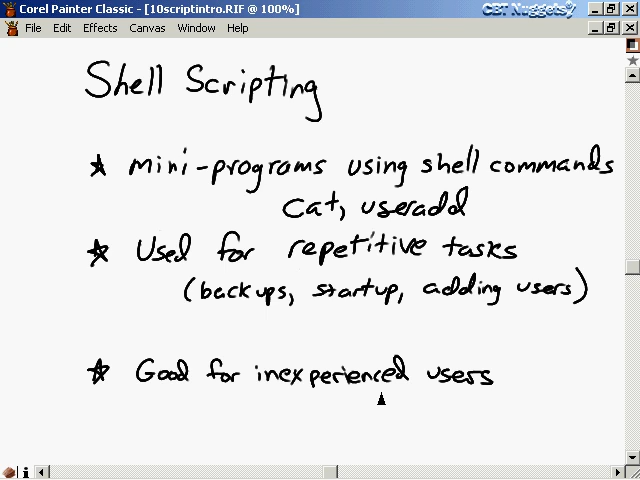 Corel Painter Classic - [10scriptintro.RIF @ 100%]
CBT Nuggets
File Edit Effects Canvas Window Help
Shell Scripting
mini-programs using shell commands
cat, useradd
Used for repetitive tasks
(backups, startup, adding users)
Good for inexperienced users